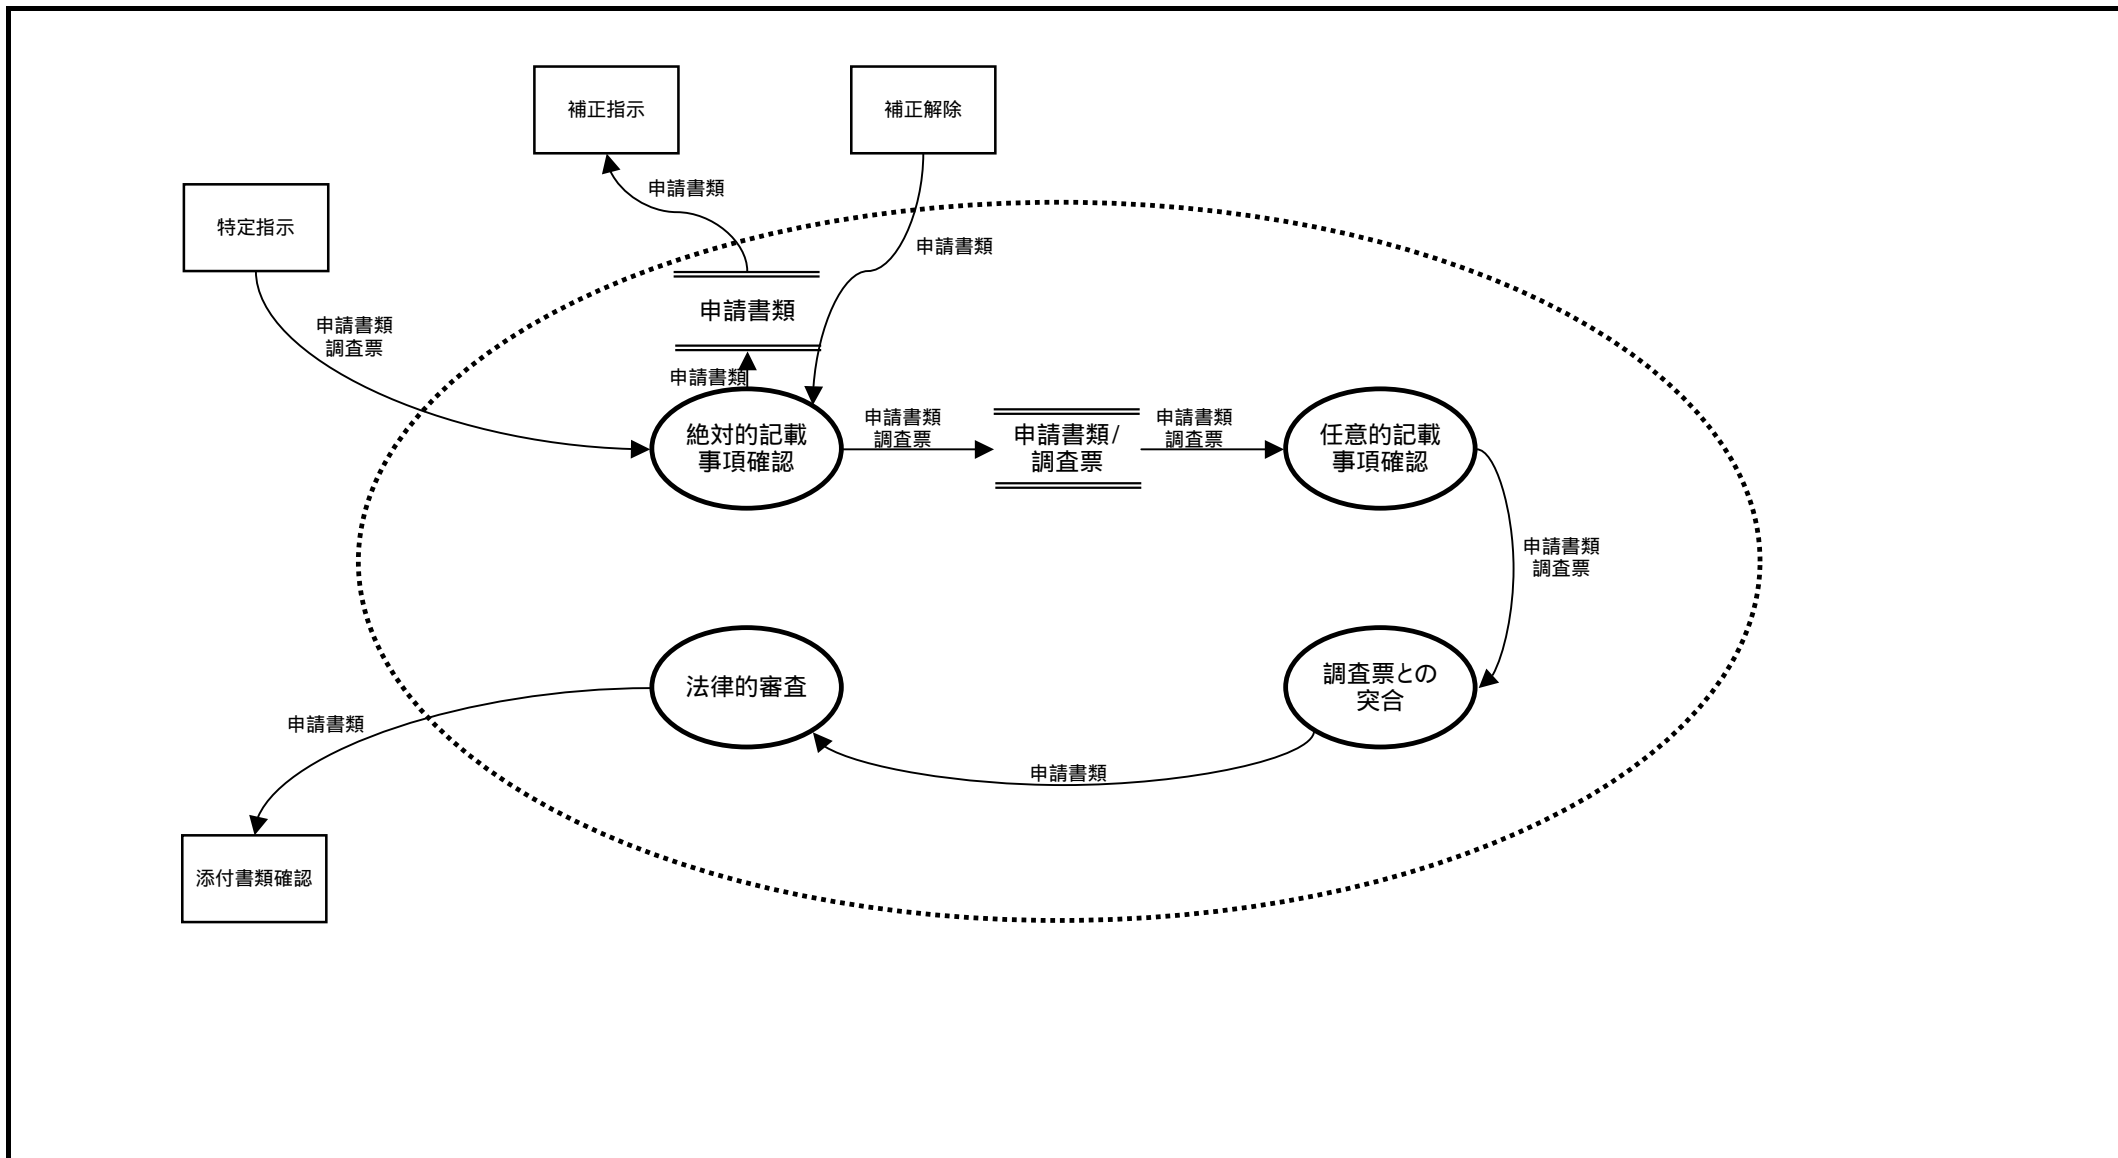 補正指示
補正解除
申請書類
特定指示
申請書類
申請書類
申請書類
調査票
申請書類
絶対的記載
事項確認
申請書類
調査票
申請書類/
調査票
申請書類
調査票
任意的記載
事項確認
申請書類
調査票
法律的審査
調査票との
突合
申請書類
申請書類
添付書類確認